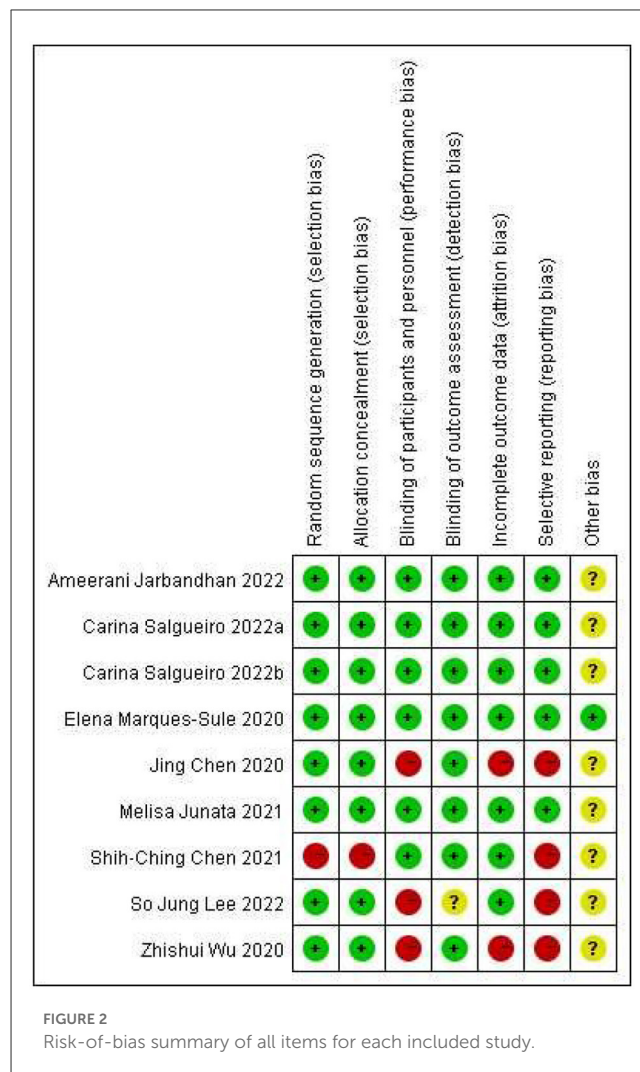 Random sequence generation (selection bias)
Allocation concealment (selection bias)
Blinding of participants and personnel (performance bias)
Blinding of outcome assessment (detection bias)
Incomplete outcome data (attrition bias)
Selective reporting (reporting bias)
Other bias
Ameerani Jarbandhan 2022 + + + + + + ?
Carina Salgueiro 2022a + + + + + + ?
Carina Salgueiro 2022b + + + + + + ?
Elena Marques-Sule 2020 + + + + + + +
Jing Chen 2020 + + - + - - ?
Melisa Junata 2021 + + + + + + ?
Shih-Ching Chen 2021 - - + + + - ?
So Jung Lee 2022 + + - ? + - ?
Zhishui Wu 2020 + + - + - - ?
FIGURE 2
Risk-of-bias summary of all items for each included study.